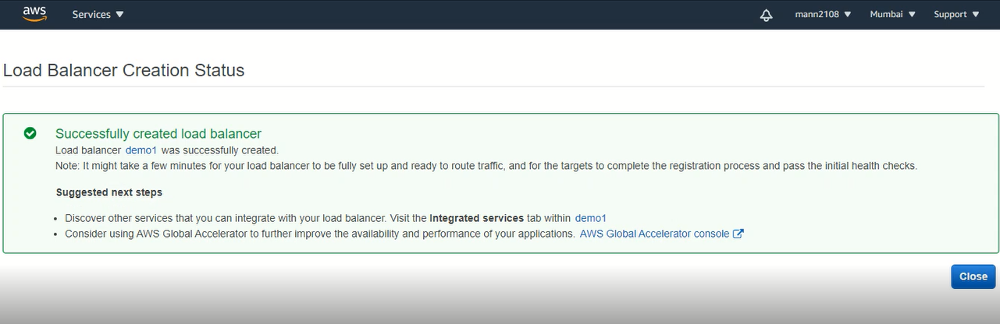 aws Services mann2108 Mumbai Support
Load Balancer Creation Status
Successfully created load balancer
Load balancer demo1 was successfully created.
Note: It might take a few minutes for your load balancer to be fully set up and ready to route traffic, and for the targets to complete the registration process and pass the initial health checks.
Suggested next steps
• Discover other services that you can integrate with your load balancer. Visit the Integrated services tab within demo1
• Consider using AWS Global Accelerator to further improve the availability and performance of your applications. AWS Global Accelerator console
Close